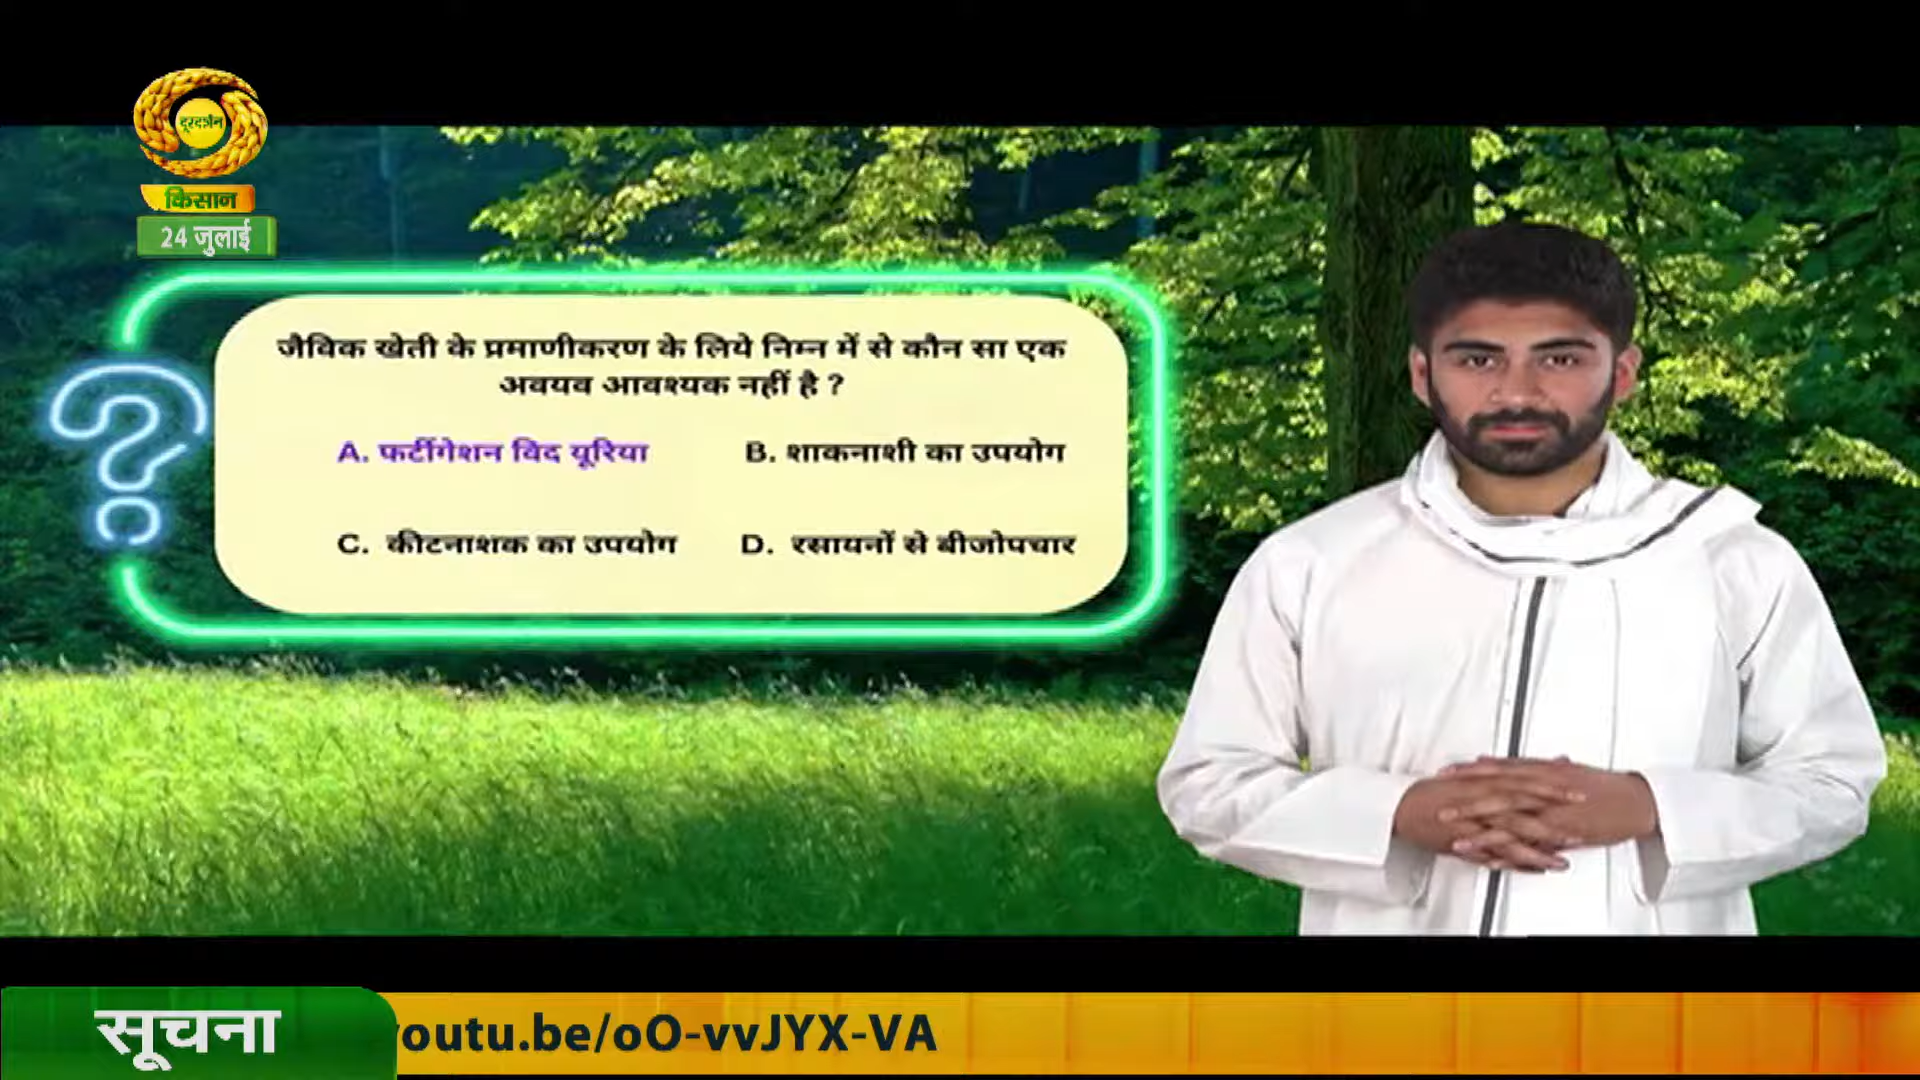 दूरदर्शन
किसान
24 जुलाई
जैविक खेती के प्रमाणीकरण के लिये निम्न में से कौन सा एक
अवयव आवश्यक नहीं है ?
A. फर्टीगेशन विद यूरिया
B. शाकनाशी का उपयोग
C. कीटनाशक का उपयोग
D. रसायनों से बीजोपचार
सूचना
outu.be/oO-vvJYX-VA